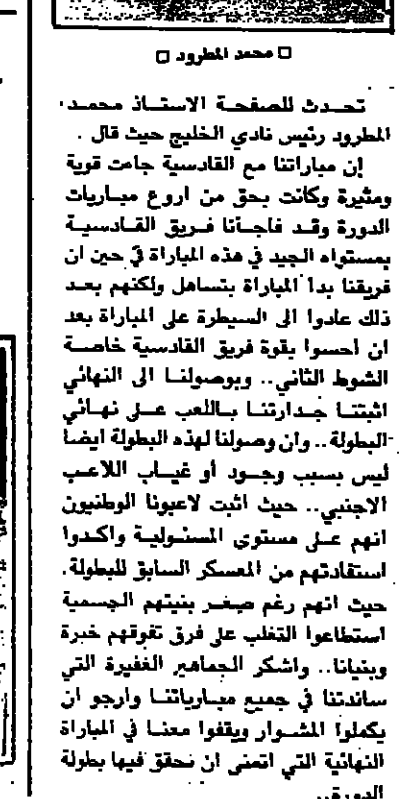 □ محمد المطرود □
تحدث للصفحة الاستاذ محمد
المطرود رئيس نادي الخليج حيث قال .
إن مباراتنا مع القادسية جاءت قوية
ومثيرة وكانت بحق من اروع مباريات
الدورة وقد فاجأنا فريق القادسية
بمستواه الجيد في هذه المباراة في حين ان
فريقنا بدأ المباراة بتساهل ولكنهم بعد
ذلك عادوا الى السيطرة على المباراة بعد
ان أحسوا بقوة فريق القادسية خاصة
الشوط الثاني.. وبوصولنا الى النهائي
اثبتنا جدارتنا باللعب على نهائي
البطولة.. وان وصولنا لهذه البطولة ايضا
ليس بسبب وجود أو غياب اللاعب
الاجنبي.. حيث اثبت لاعبونا الوطنيون
انهم على مستوى المسئولية واكدوا
استفادتهم من المعسكر السابق للبطولة.
حيث انهم رغم صغر بنيتهم الجسمية
استطاعوا التغلب على فرق تفوقهم خبرة
وبنيانا.. واشكر الجماهير الغفيرة التي
ساندتنا في جميع مبارياتنا وارجو ان
يكملوا المشوار ويقفوا معنا في المباراة
النهائية التي اتمنى ان نحقق فيها بطولة
الدورة..